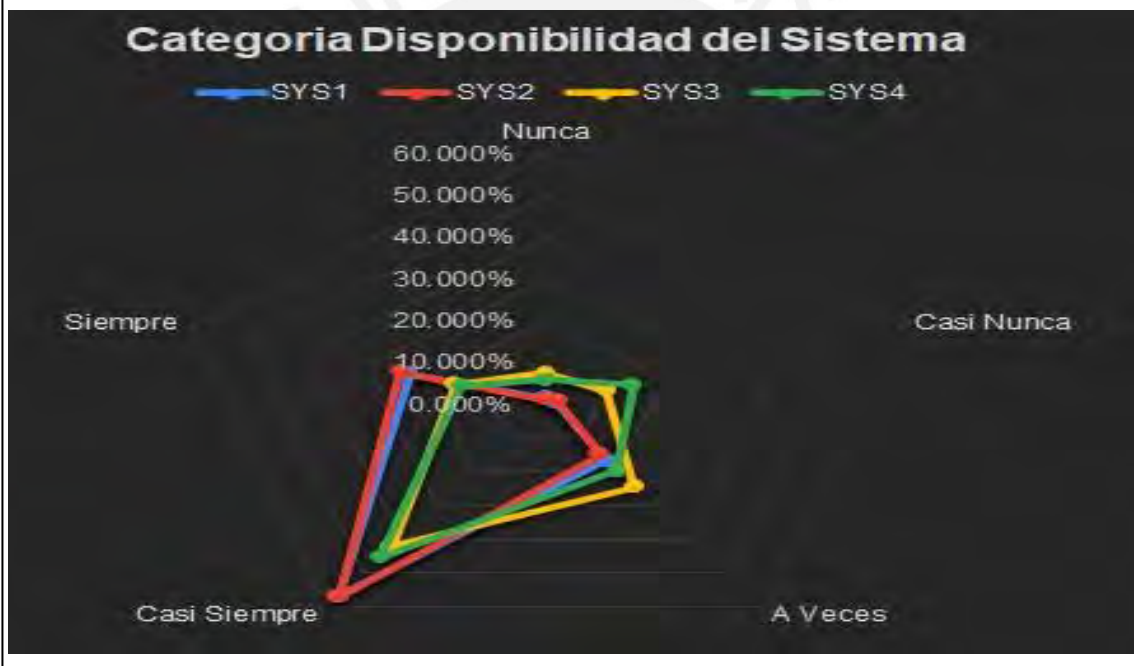 Categoria Disponibilidad del Sistema
SYS1 SYS2 SYS3 SYS4
Nunca
60.000%
50.000%
40.000%
30.000%
Siempre
20.000%
Casi Nunca
10.000%
0.000%
Casi Siempre
A Veces